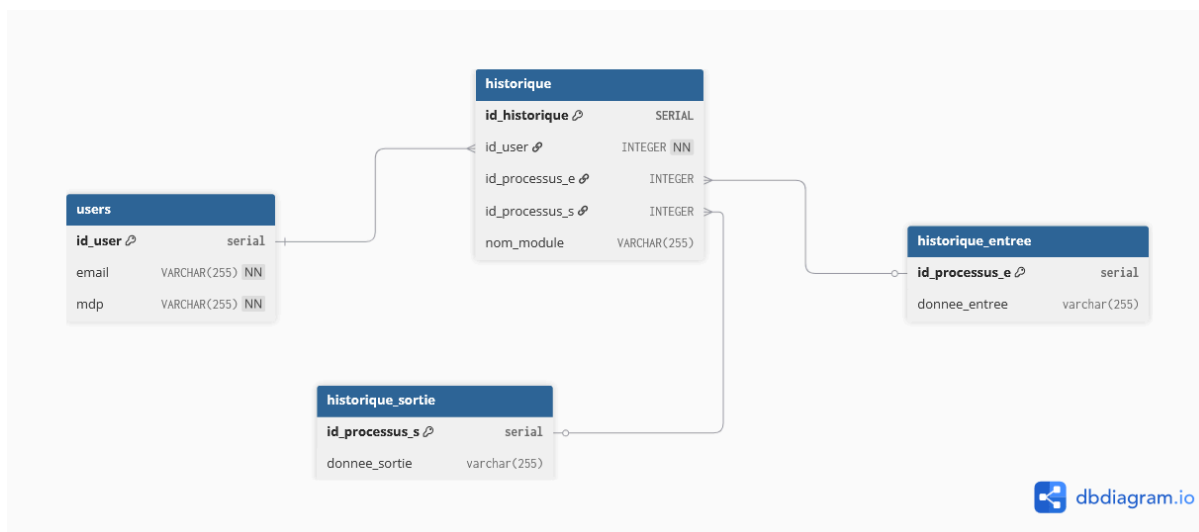 historique
id_historique SERIAL
id_user INTEGER NN
id_processus_e INTEGER
id_processus_s INTEGER
nom_module VARCHAR(255)
users
id_user serial
email VARCHAR(255) NN
mdp VARCHAR(255) NN
historique_entree
id_processus_e serial
donnee_entree varchar(255)
historique_sortie
id_processus_s serial
donnee_sortie varchar(255)
dbdiagram.io